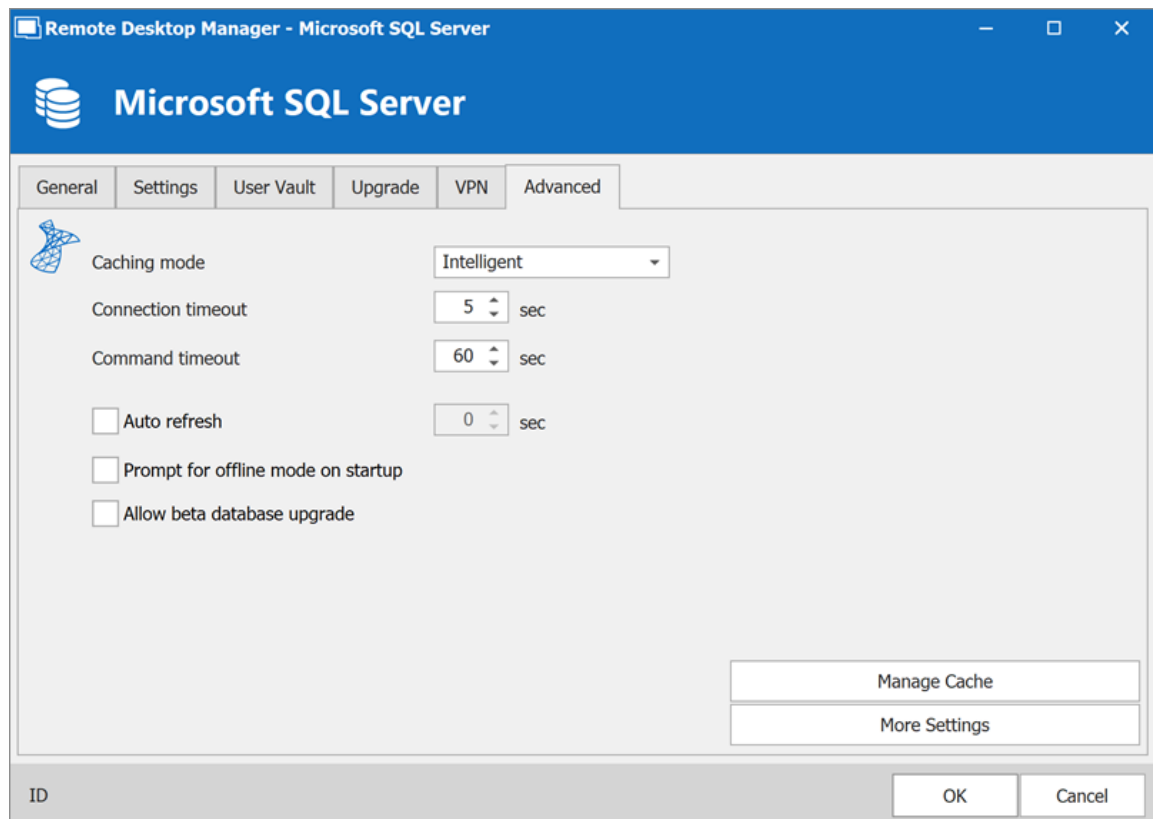 Remote Desktop Manager - Microsoft SQL Server
Microsoft SQL Server
General Settings User Vault Upgrade VPN Advanced
Caching mode Intelligent
Connection timeout 5 sec
Command timeout 60 sec
Auto refresh 0 sec
Prompt for offline mode on startup
Allow beta database upgrade
Manage Cache
More Settings
ID OK Cancel